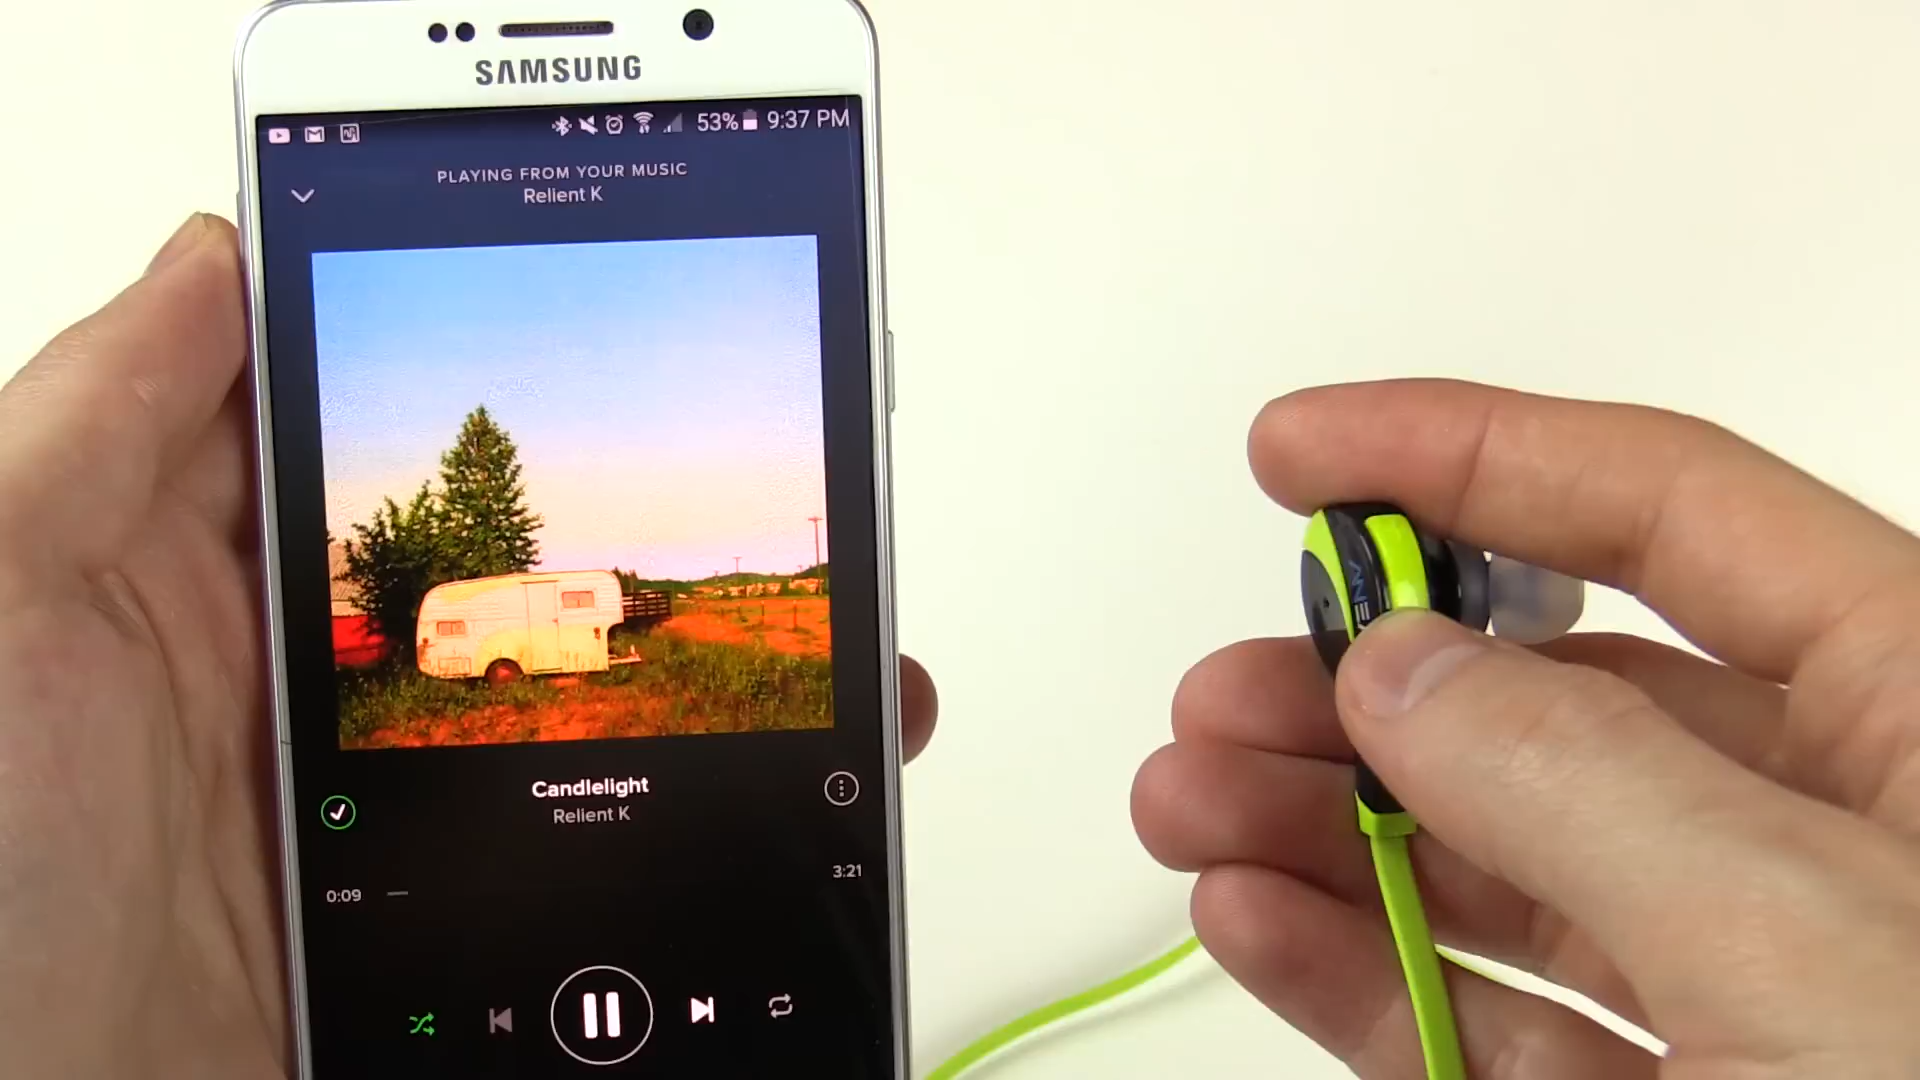 SAMSUNG
53% 9:37 PM
PLAYING FROM YOUR MUSIC
Relient K
Candlelight
Relient K
0:09
3:21